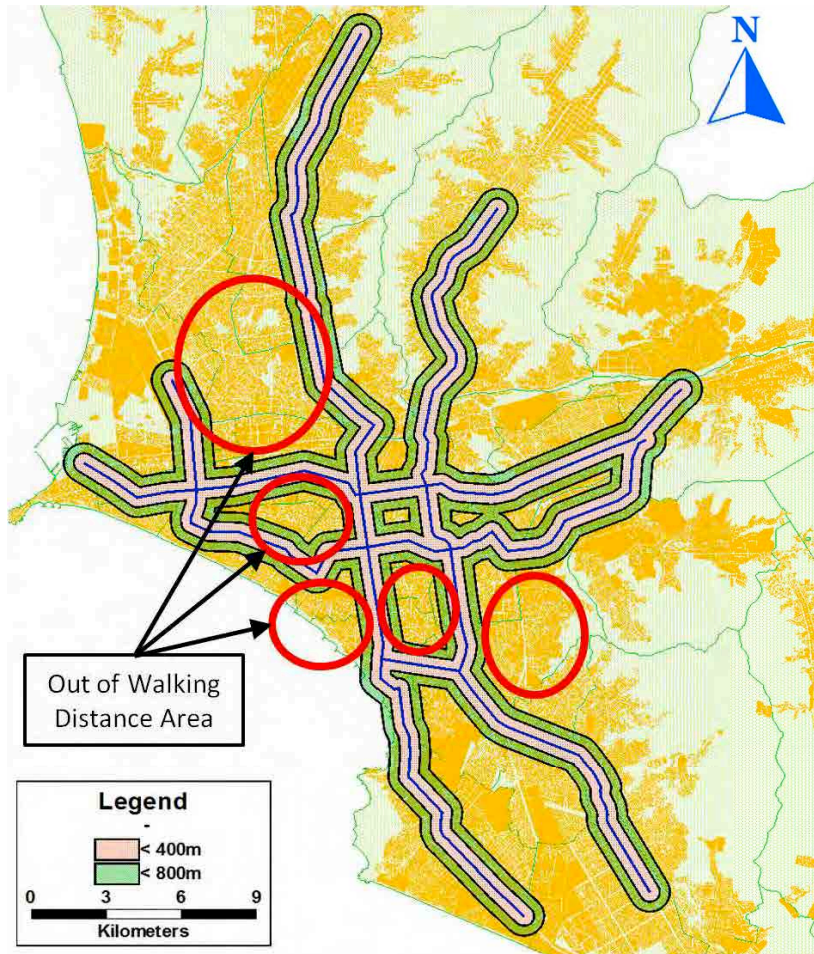 N
Out of Walking
Distance Area
Legend
-
< 400m
< 800m
0 3 6 9
Kilometers